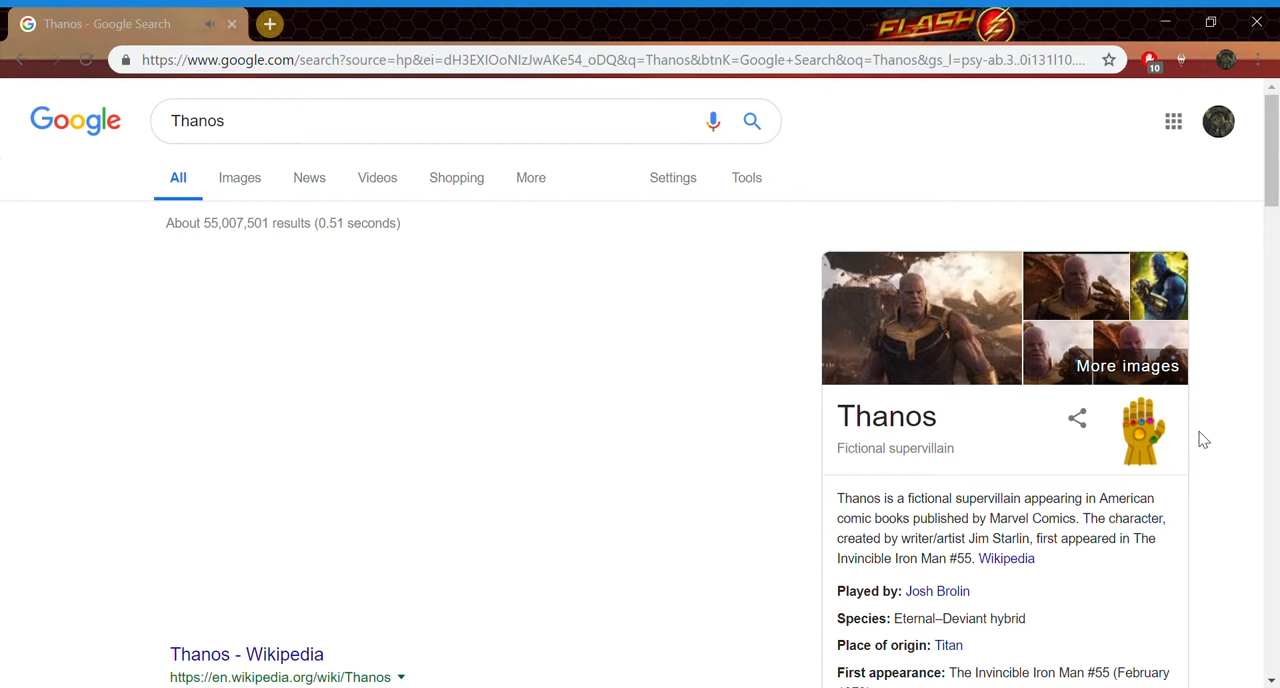 Thanos - Google Search
FLASH
https://www.google.com/search?source=hp&ei=dH3EXIOoNIzJwAKe54_oDQ&q=Thanos&btnK=Google+Search&oq=Thanos&gs_l=psy-ab.3..0i131l10....
10
Google
Thanos
All Images News Videos Shopping More Settings Tools
About 55,007,501 results (0.51 seconds)
More images
Thanos
Fictional supervillain
Thanos is a fictional supervillain appearing in American
comic books published by Marvel Comics. The character,
created by writer/artist Jim Starlin, first appeared in The
Invincible Iron Man #55. Wikipedia
Played by: Josh Brolin
Species: Eternal–Deviant hybrid
Place of origin: Titan
First appearance: The Invincible Iron Man #55 (February
Thanos - Wikipedia
https://en.wikipedia.org/wiki/Thanos